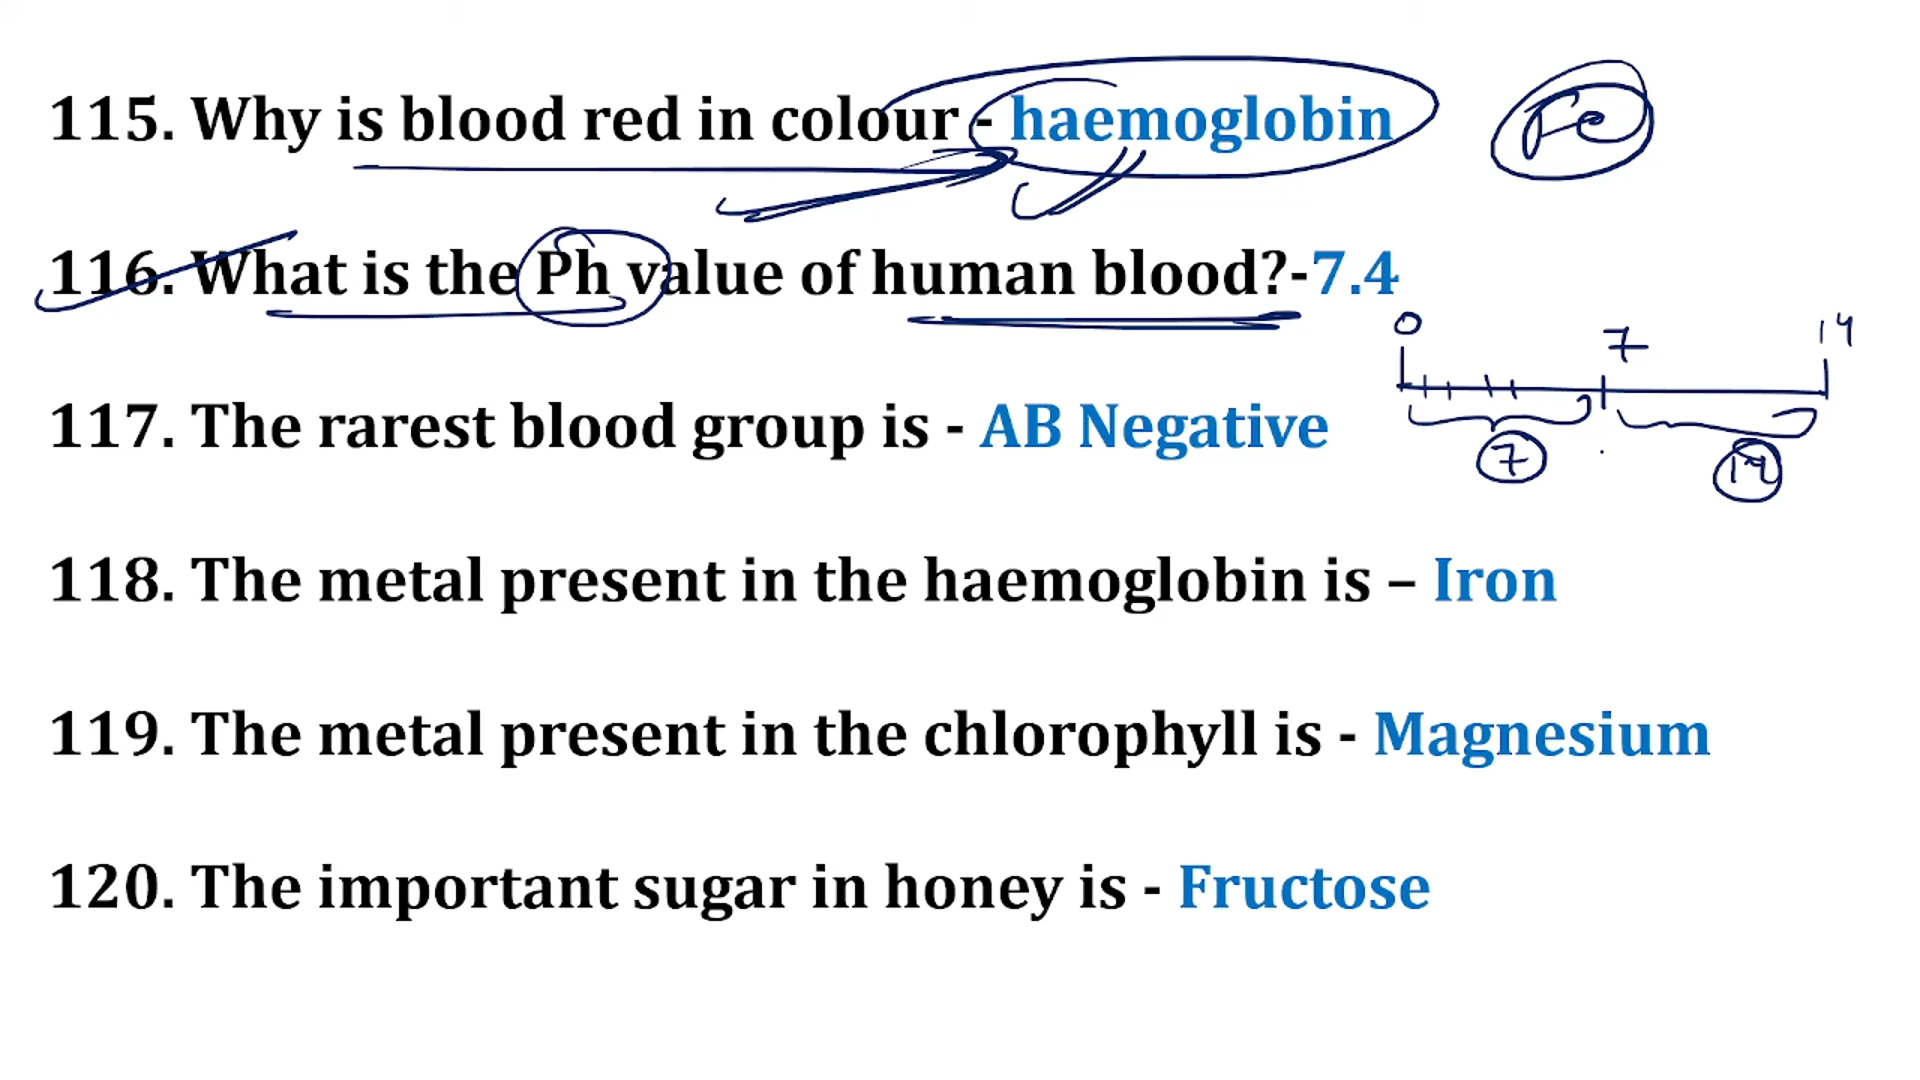 115. Why is blood red in colour - haemoglobin Fe
116. What is the Ph value of human blood?-7.4
0 7 14
117. The rarest blood group is - AB Negative
7
118. The metal present in the haemoglobin is – Iron
119. The metal present in the chlorophyll is - Magnesium
120. The important sugar in honey is - Fructose